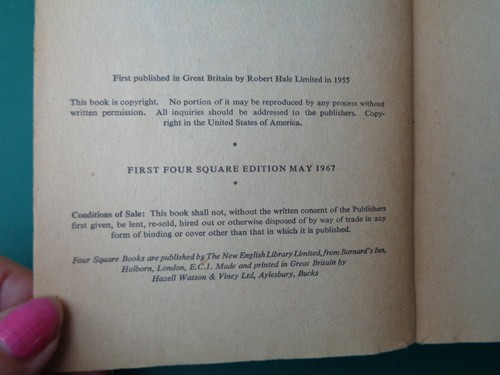 First published in Great Britain by Robert Hale Limited in 1955
This book is copyright. No portion of it may be reproduced by any process without
written permission. All inquiries should be addressed to the publishers. Copy-
right in the United States of America.
•
FIRST FOUR SQUARE EDITION MAY 1967
•
Conditions of Sale: This book shall not, without the written consent of the Publishers
first given, be lent, re-sold, hired out or otherwise disposed of by way of trade in any
form of binding or cover other than that in which it is published.
Four Square Books are published by The New English Library Limited, from Barnard's Inn,
Holborn, London, E.C.1. Made and printed in Great Britain by
Hazell Watson & Viney Ltd, Aylesbury, Bucks